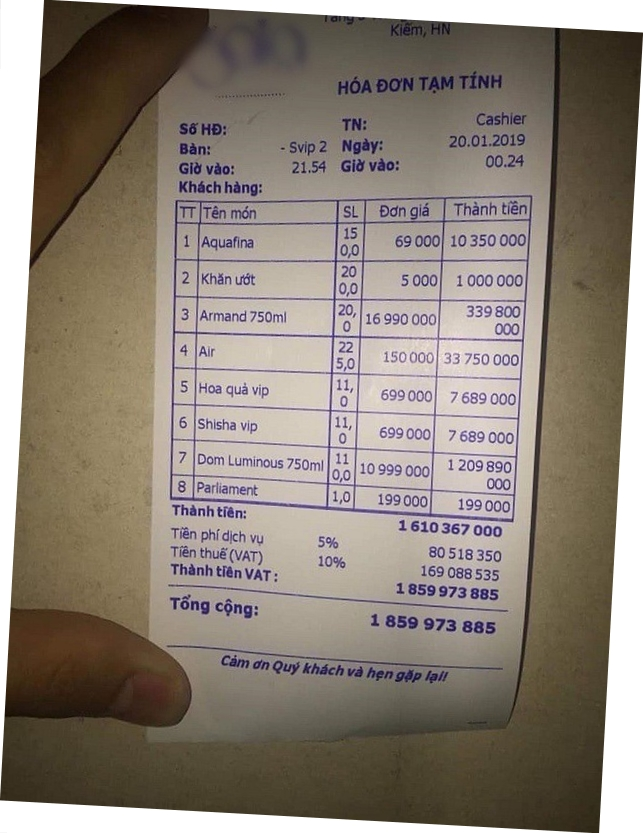 Kiếm, HN
HÓA ĐƠN TẠM TÍNH
Số HĐ: TN: Cashier
Bàn: - Svip 2 Ngày: 20.01.2019
Giờ vào: 21.54 Giờ vào: 00.24
Khách hàng:
TT Tên món SL Đơn giá Thành tiền
1 Aquafina 150,0 69 000 10 350 000
2 Khăn ướt 200,0 5 000 1 000 000
3 Armand 750ml 20,0 16 990 000 339 800 000
4 Air 225,0 150 000 33 750 000
5 Hoa quả vip 11,0 699 000 7 689 000
6 Shisha vip 11,0 699 000 7 689 000
7 Dom Luminous 750ml 110,0 10 999 000 1 209 890 000
8 Parliament 1,0 199 000 199 000
Thành tiền: 1 610 367 000
Tiền phí dịch vụ 5% 80 518 350
Tiền thuế (VAT) 10% 169 088 535
Thành tiền VAT : 1 859 973 885
Tổng cộng: 1 859 973 885
Cảm ơn Quý khách và hẹn gặp lại!